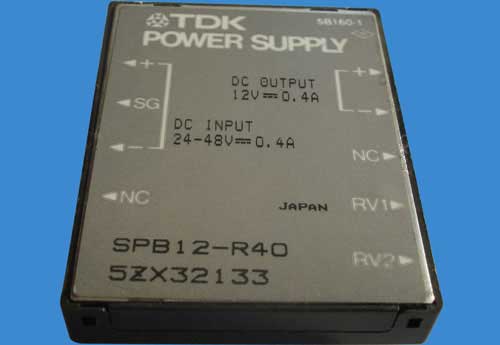 TDK
SB160-1
POWER SUPPLY
+
DC OUTPUT
12V⎓0.4A
+
SG
DC INPUT
24-48V⎓0.4A
-
-
NC
NC
JAPAN
RV1
SPB12-R40
5ZX32133
RV2